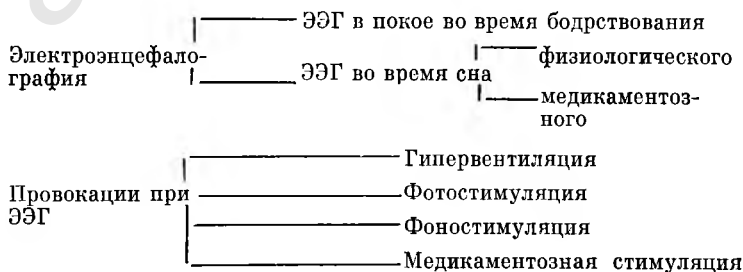 ЭЭГ в покое во время бодрствования
Электроэнцефало-
графия
ЭЭГ во время сна
физиологического
медикаментоз-
ного
Гипервентиляция
Провокации при
ЭЭГ
Фотостимуляция
Фоностимуляция
Медикаментозная стимуляция